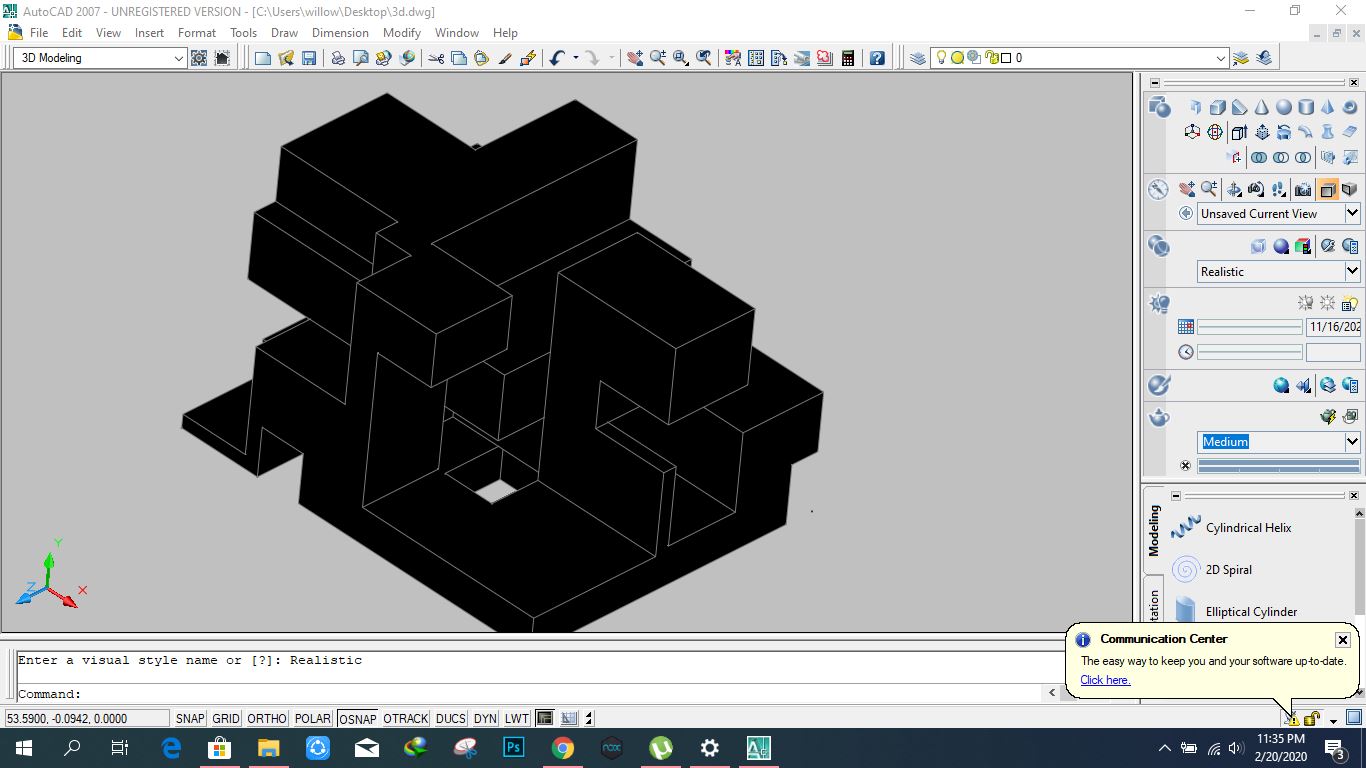 AutoCAD 2007 - UNREGISTERED VERSION - [C:\Users\willow\Desktop\3d.dwg]
File Edit View Insert Format Tools Draw Dimension Modify Window Help
3D Modeling
0
Unsaved Current View
Realistic
11/16/202
Medium
Modeling
Cylindrical Helix
2D Spiral
Elliptical Cylinder
Y
Z
X
Communication Center
The easy way to keep you and your software up-to-date.
Click here.
Enter a visual style name or [?]: Realistic
Command:
53.5900, -0.0942, 0.0000 SNAP GRID ORTHO POLAR OSNAP OTRACK DUCS DYN LWT
Ps
nox
11:35 PM
2/20/2020
3